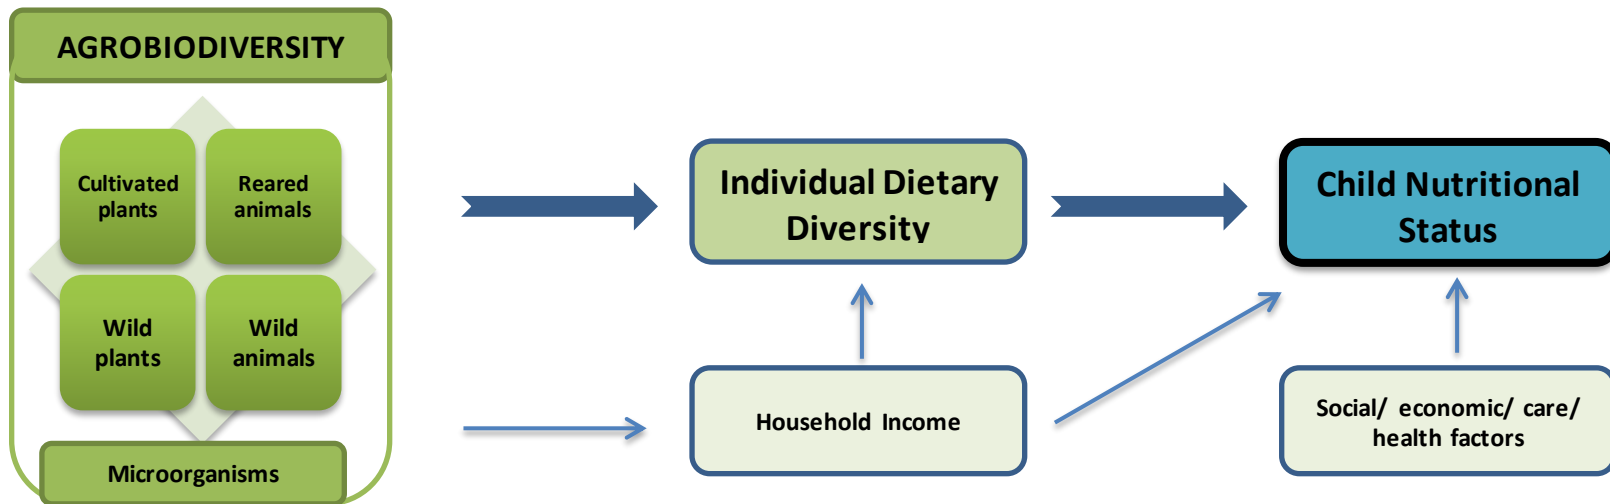 AGROBIODIVERSITY
Cultivated
plants
Reared
animals
Wild
plants
Wild
animals
Microorganisms
Individual Dietary
Diversity
Household Income
Child Nutritional
Status
Social/ economic/ care/
health factors